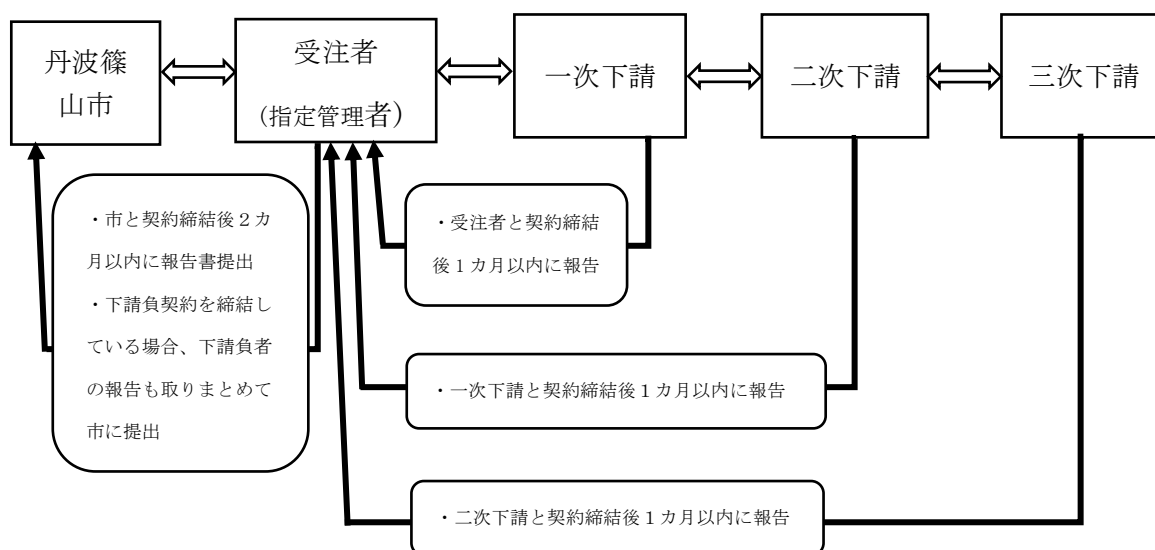 丹波篠
山市
受注者
(指定管理者)
一次下請
二次下請
三次下請
・市と契約締結後２カ
月以内に報告書提出
・下請負契約を締結し
ている場合、下請負者
の報告も取りまとめて
市に提出
・受注者と契約締結
後１カ月以内に報告
・一次下請と契約締結後１カ月以内に報告
・二次下請と契約締結後１カ月以内に報告